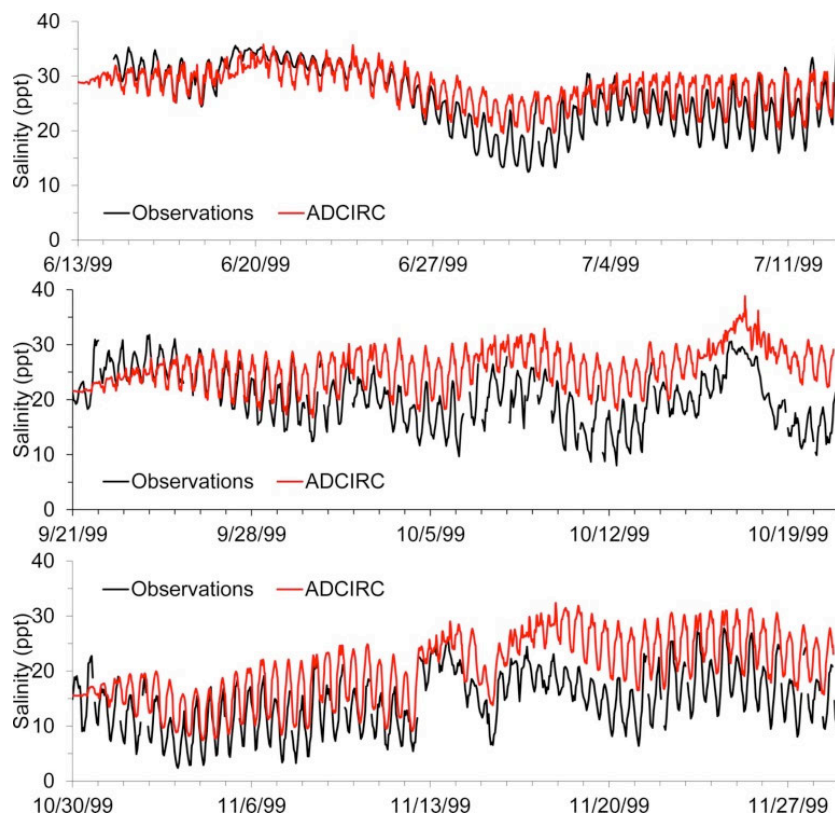 40
30
Salinity (ppt)
20
10
Observations ADCIRC
0
6/13/99 6/20/99 6/27/99 7/4/99 7/11/99
40
30
Salinity (ppt)
20
10
Observations ADCIRC
0
9/21/99 9/28/99 10/5/99 10/12/99 10/19/99
40
Observations ADCIRC
30
Salinity (ppt)
20
10
0
10/30/99 11/6/99 11/13/99 11/20/99 11/27/99